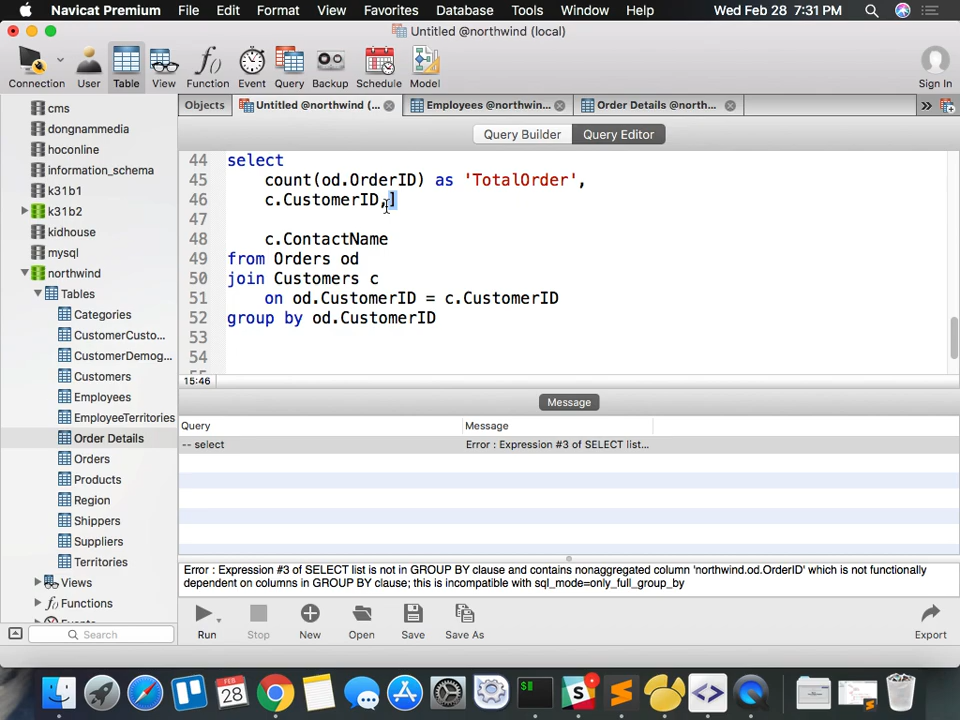 Navicat Premium File Edit Format View Favorites Database Tools Window Help Wed Feb 28 7:31 PM
Untitled @northwind (local)
Connection User Table View Function Event Query Backup Schedule Model Sign In
cms
dongnammedia
hoconline
information_schema
k31b1
k31b2
kidhouse
mysql
northwind
Tables
Categories
CustomerCusto...
CustomerDemog...
Customers
Employees
EmployeeTerritories
Order Details
Orders
Products
Region
Shippers
Suppliers
Territories
Views
Functions
Search
Objects Untitled @northwind (... Employees @northwin... Order Details @north... »
Query Builder Query Editor
44 select
45 count(od.OrderID) as 'TotalOrder',
46 c.CustomerID,]
47
48 c.ContactName
49 from Orders od
50 join Customers c
51 on od.CustomerID = c.CustomerID
52 group by od.CustomerID
53
54
15:46
Message
Query Message
-- select Error : Expression #3 of SELECT list...
Error : Expression #3 of SELECT list is not in GROUP BY clause and contains nonaggregated column 'northwind.od.OrderID' which is not functionally
dependent on columns in GROUP BY clause; this is incompatible with sql_mode=only_full_group_by
Run Stop New Open Save Save As Export
FEB
28
$